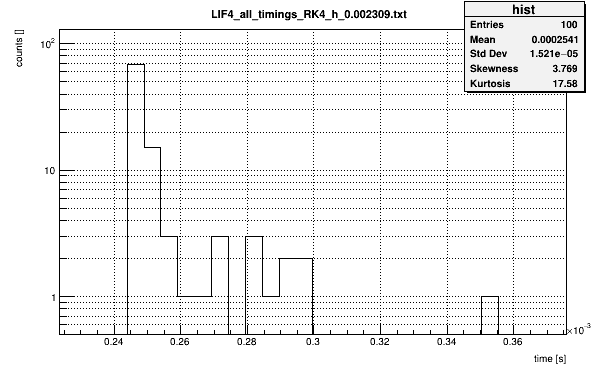 LIF4_all_timings_RK4_h_0.002309.txt
hist
Entries 100
Mean 0.0002541
Std Dev 1.521e−05
Skewness 3.769
Kurtosis 17.58
counts []
10²
10
1
0.24 0.26 0.28 0.3 0.32 0.34 0.36
×10⁻³
time [s]